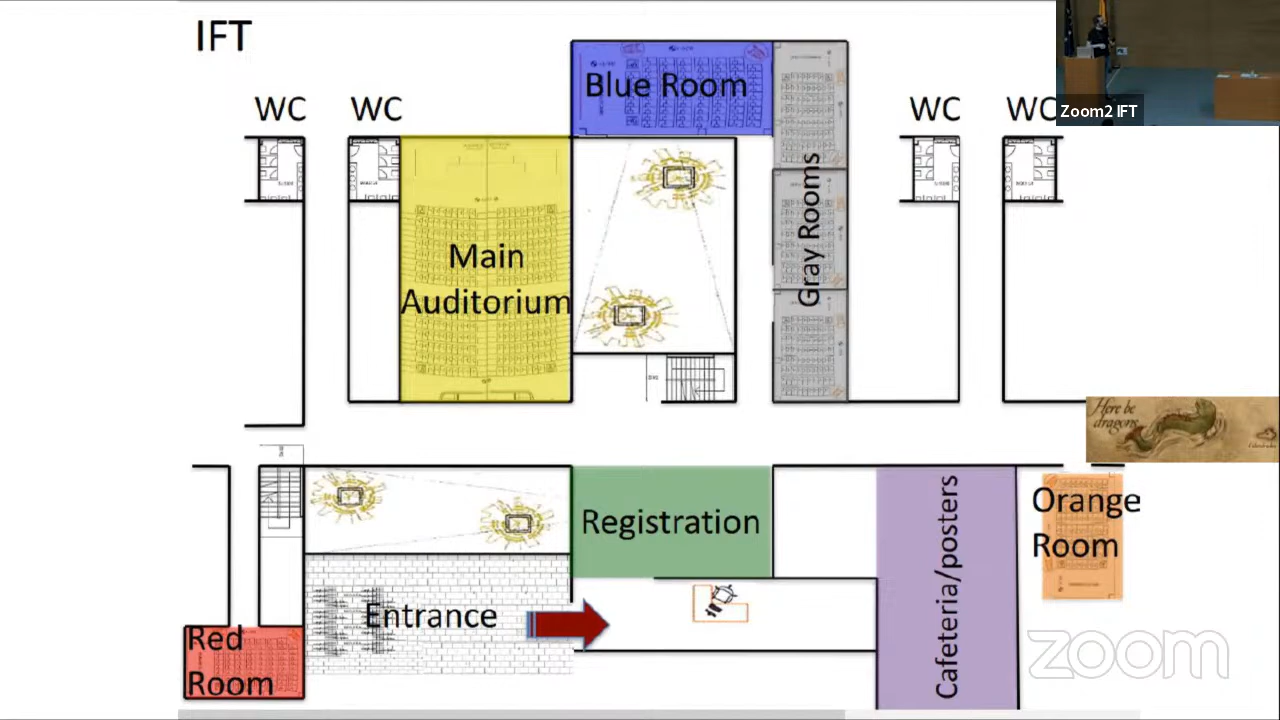 IFT
WC
WC
Blue Room
WC
WC
Zoom2 IFT
Main
Auditorium
Gray Rooms
Here be
dragons
Registration
Cafeteria/posters
Orange
Room
Entrance
Red
Room
zoom